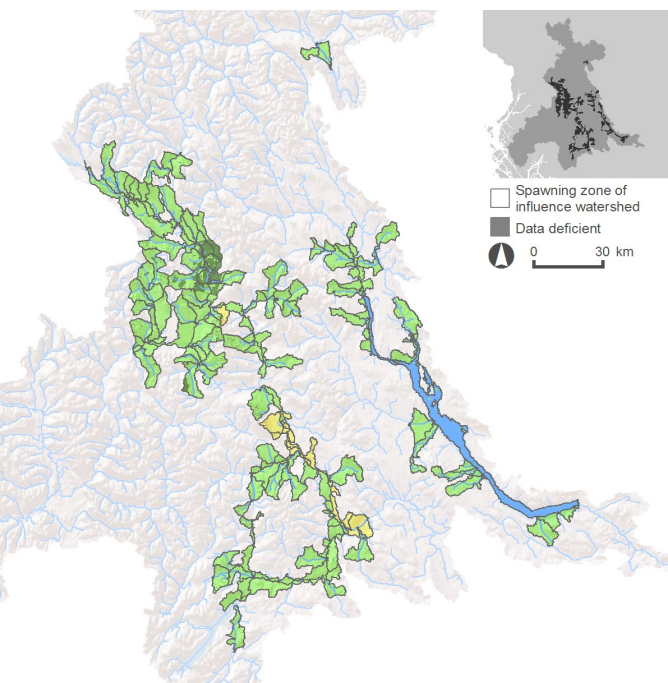 Spawning zone of
influence watershed
Data deficient
0 30 km